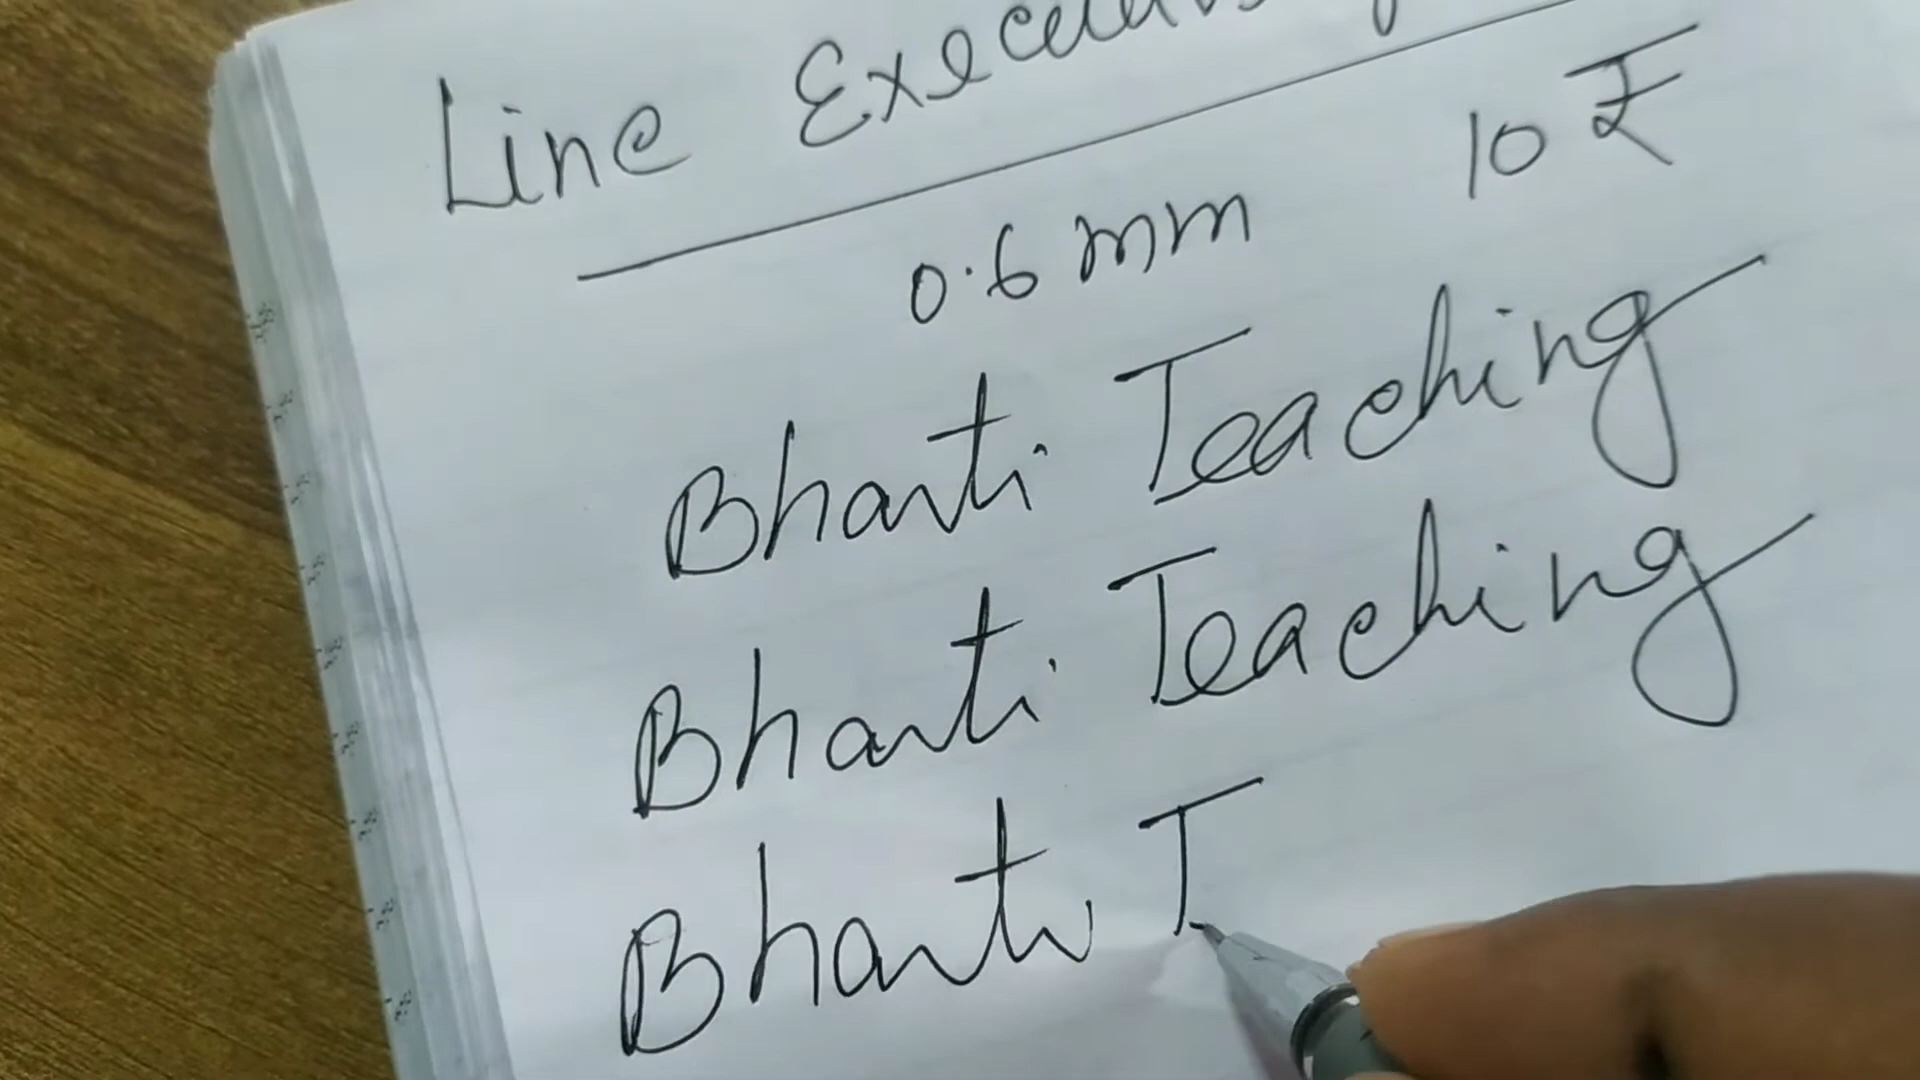 Line
0.6 mm 10 ₹
Bharti Teaching
Bharti Teaching
Bharti T